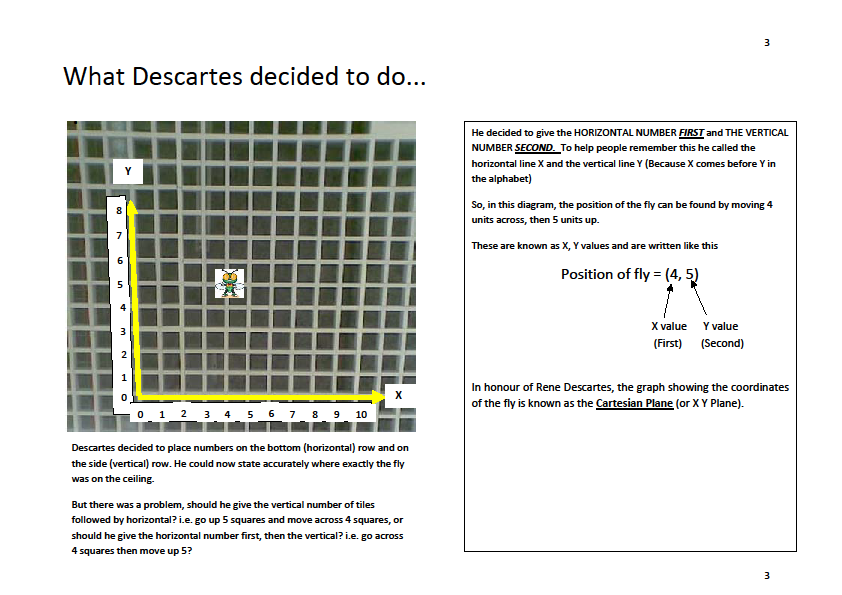 3
What Descartes decided to do...
Y
8
7
6
5
4
3
2
1
0
X
0 1 2 3 4 5 6 7 8 9 10
Descartes decided to place numbers on the bottom (horizontal) row and on
the side (vertical) row. He could now state accurately where exactly the fly
was on the ceiling.
But there was a problem, should he give the vertical number of tiles
followed by horizontal? i.e. go up 5 squares and move across 4 squares, or
should he give the horizontal number first, then the vertical? i.e. go across
4 squares then move up 5?
He decided to give the HORIZONTAL NUMBER FIRST and THE VERTICAL
NUMBER SECOND. To help people remember this he called the
horizontal line X and the vertical line Y (Because X comes before Y in
the alphabet)
So, in this diagram, the position of the fly can be found by moving 4
units across, then 5 units up.
These are known as X, Y values and are written like this
Position of fly = (4, 5)
X value Y value
(First) (Second)
In honour of Rene Descartes, the graph showing the coordinates
of the fly is known as the Cartesian Plane (or X Y Plane).
3